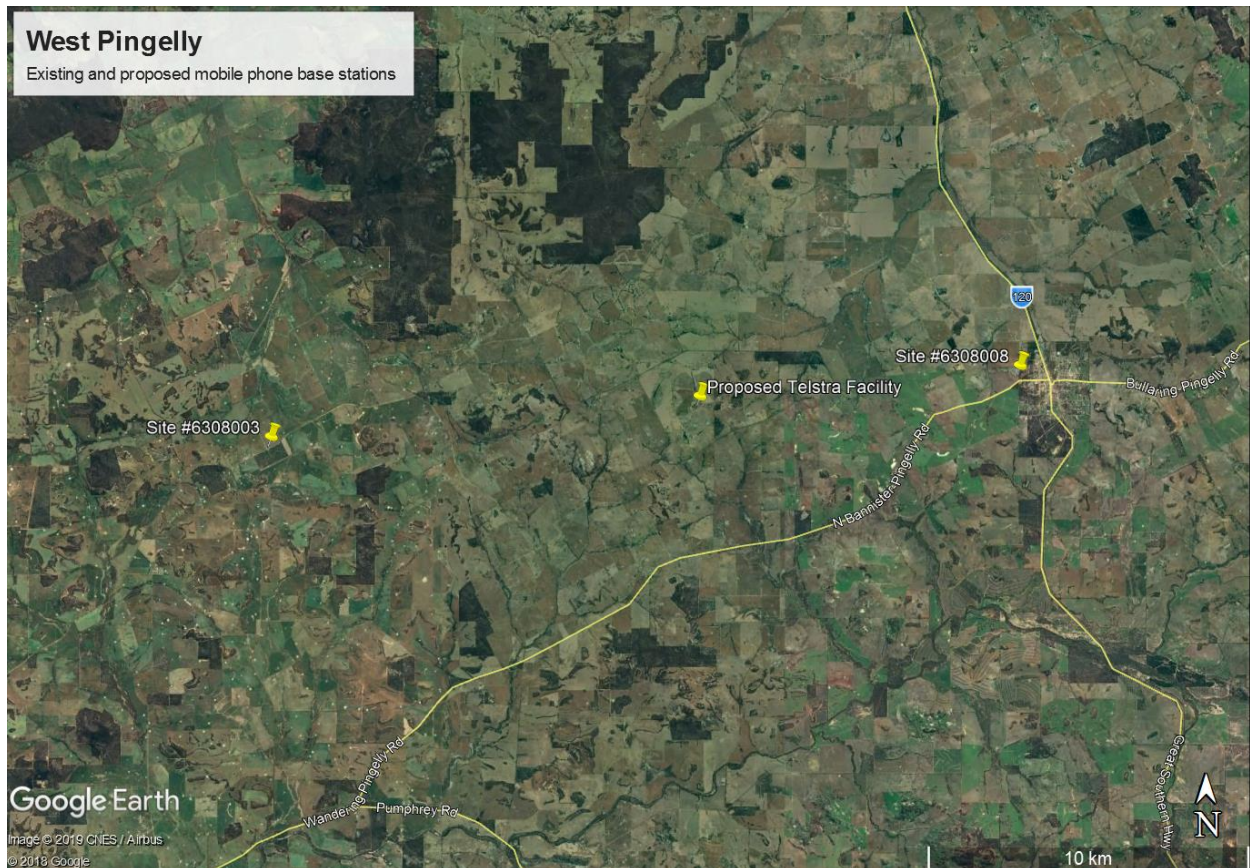 West Pingelly
Existing and proposed mobile phone base stations
120
Site #6308008
Bullaring-Pingelly Rd
Proposed Telstra Facility
Site #6308003
N Bannister-Pingelly Rd
Wandering-Pingelly Rd
Pumphrey Rd
Great Southern Hwy
Google Earth
N
Image © 2019 CNES / Airbus
© 2018 Google
10 km